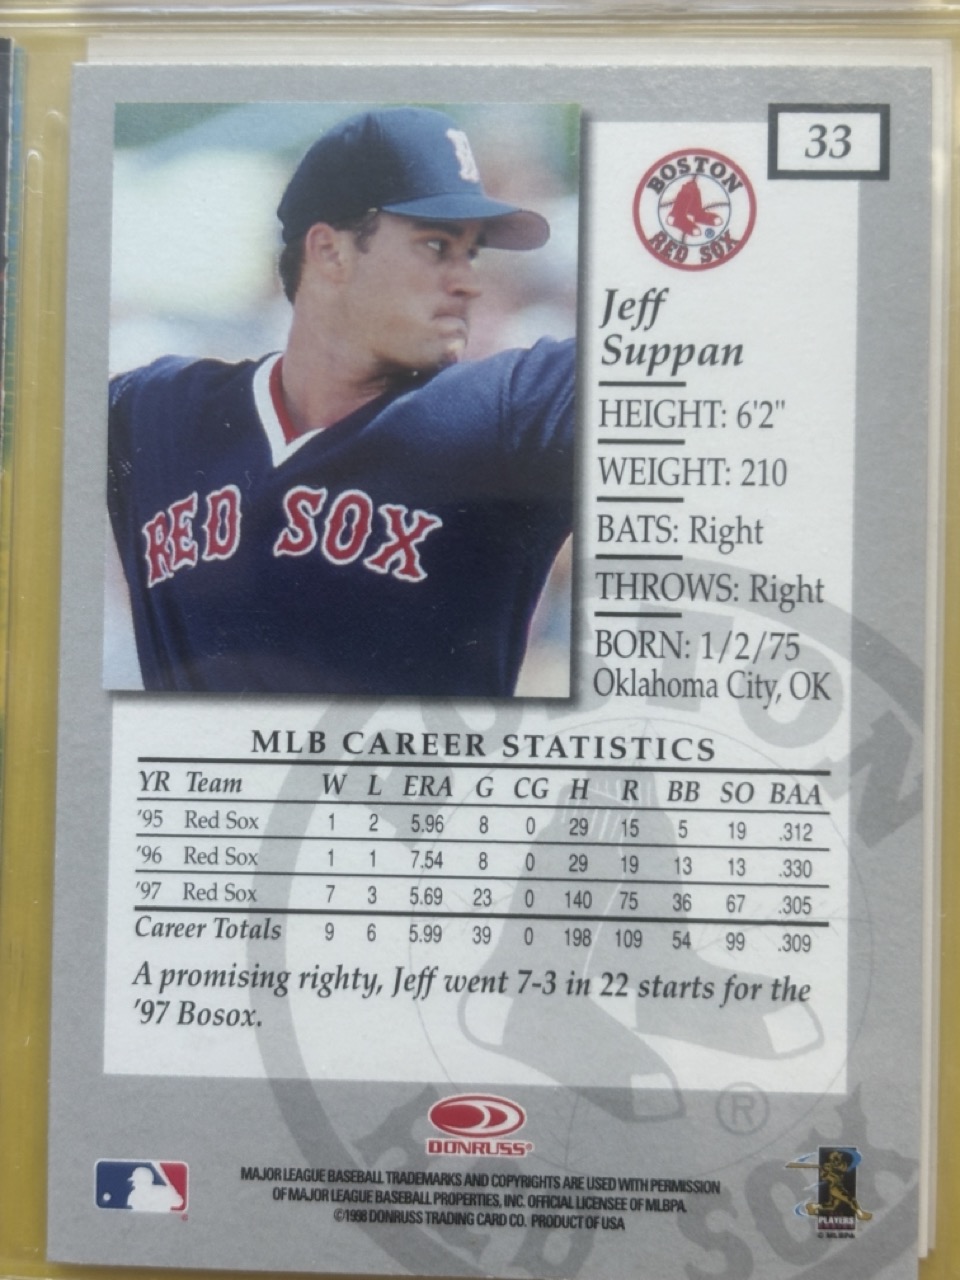 33
BOSTON
RED SOX
®
Jeff
Suppan
HEIGHT: 6'2"
WEIGHT: 210
BATS: Right
THROWS: Right
BORN: 1/2/75
Oklahoma City, OK
RED SOX
MLB CAREER STATISTICS
YR Team W L ERA G CG H R BB SO BAA
'95 Red Sox 1 2 5.96 8 0 29 15 5 19 .312
'96 Red Sox 1 1 7.54 8 0 29 19 13 13 .330
'97 Red Sox 7 3 5.69 23 0 140 75 36 67 .305
Career Totals 9 6 5.99 39 0 198 109 54 99 .309
A promising righty, Jeff went 7-3 in 22 starts for the
'97 Bosox.
BOSTON
RED SOX
®
DONRUSS®
MAJOR LEAGUE BASEBALL TRADEMARKS AND COPYRIGHTS ARE USED WITH PERMISSION
OF MAJOR LEAGUE BASEBALL PROPERTIES, INC. OFFICIAL LICENSEE OF MLBPA.
©1998 DONRUSS TRADING CARD CO. PRODUCT OF USA
PLAYERS
© MLBPA